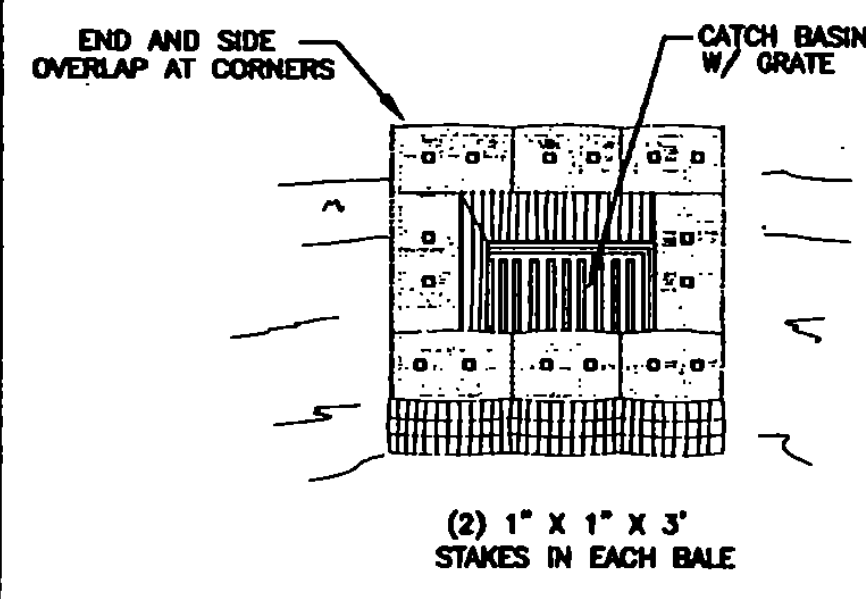 END AND SIDE
OVERLAP AT CORNERS
CATCH BASIN
W/ GRATE
(2) 1" X 1" X 3'
STAKES IN EACH BALE